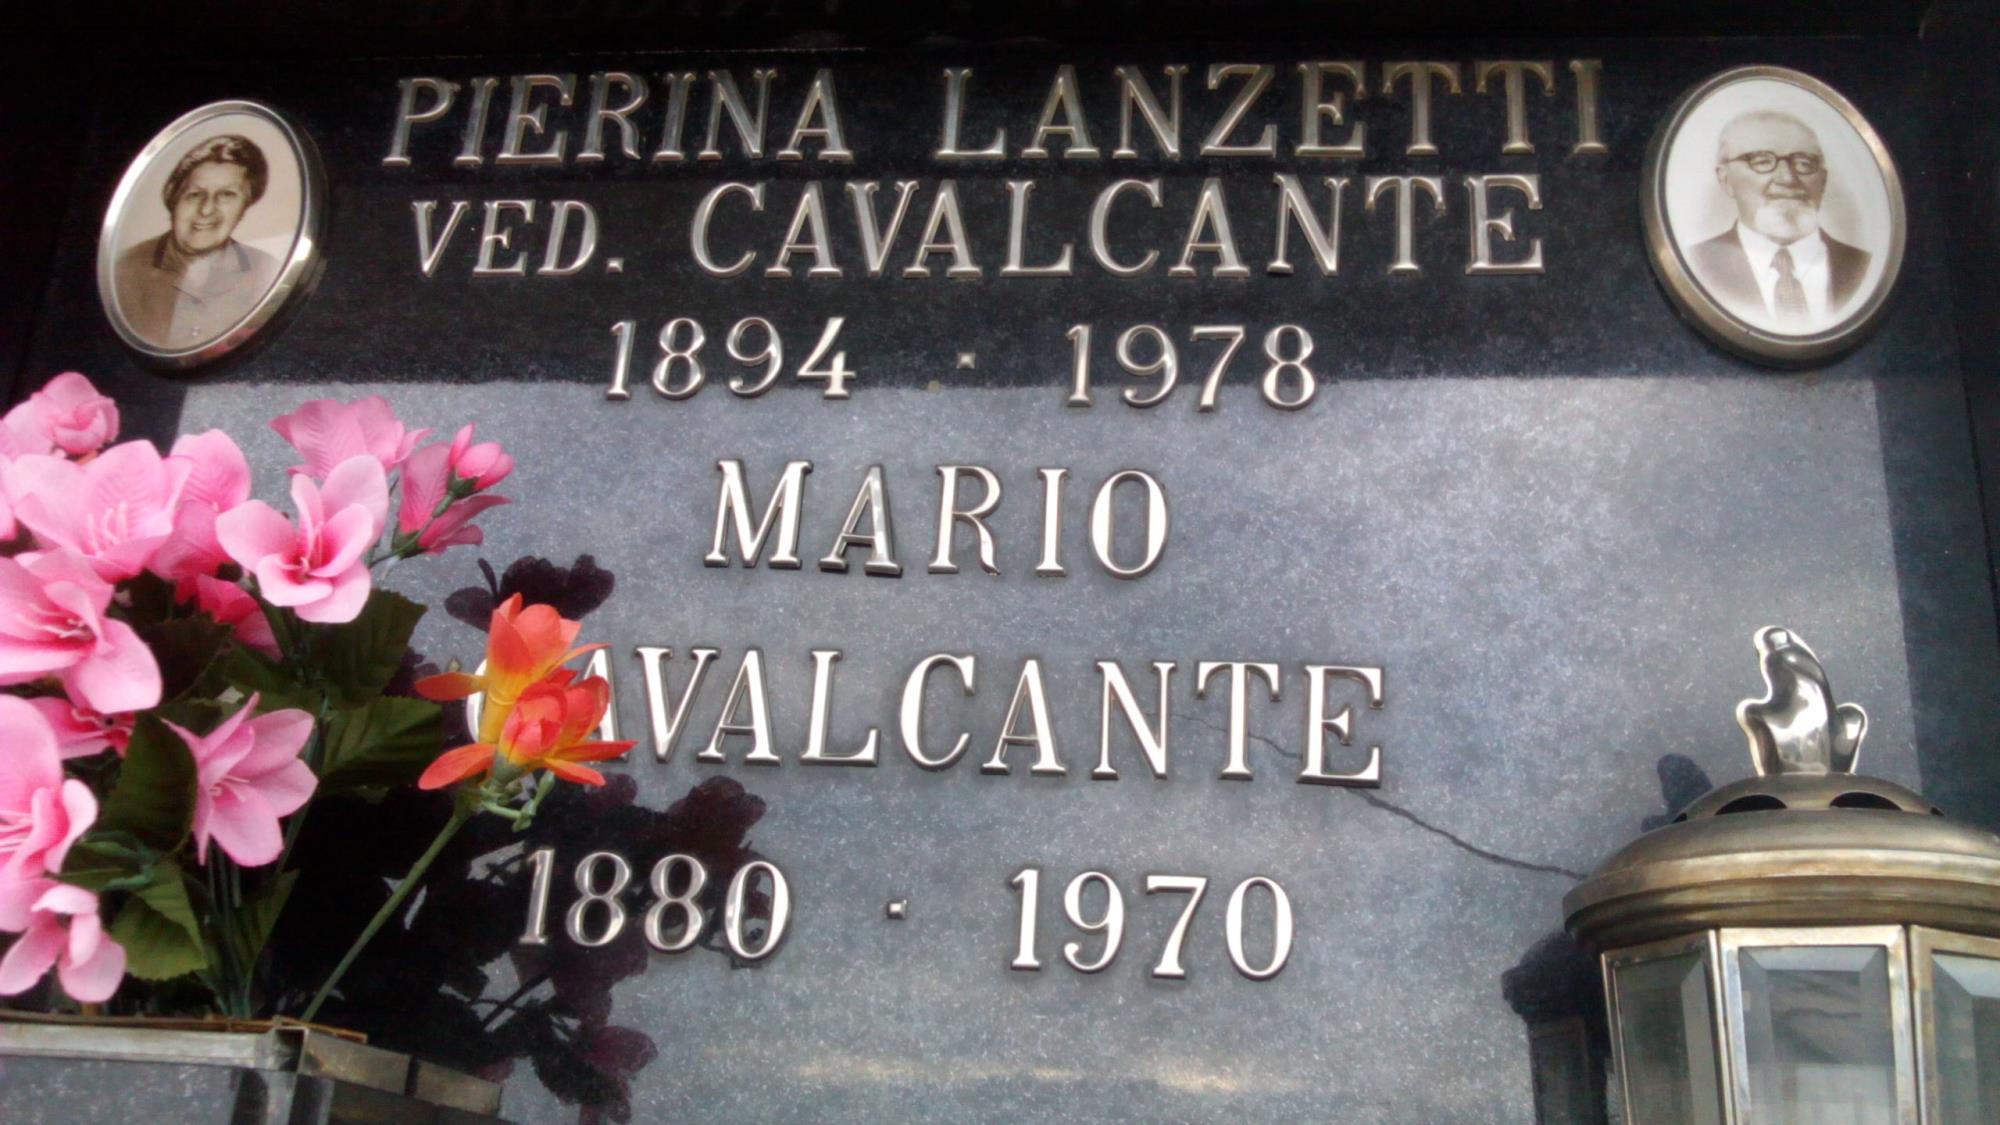 PIERINA LANZETTI
VED. CAVALCANTE
1894 · 1978
MARIO
CAVALCANTE
1880 · 1970